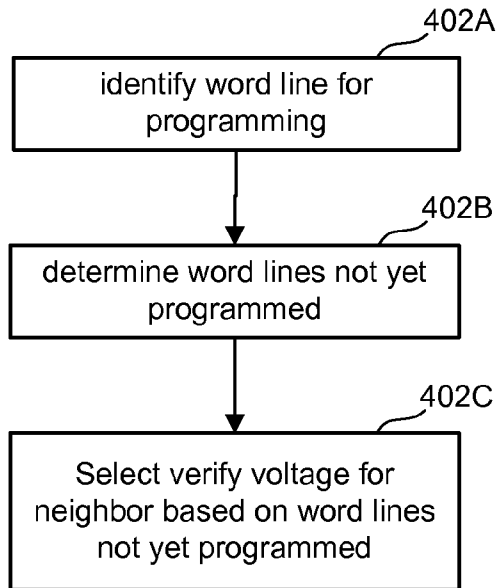 402A
identify word line for
programming
402B
determine word lines not yet
programmed
402C
Select verify voltage for
neighbor based on word lines
not yet programmed